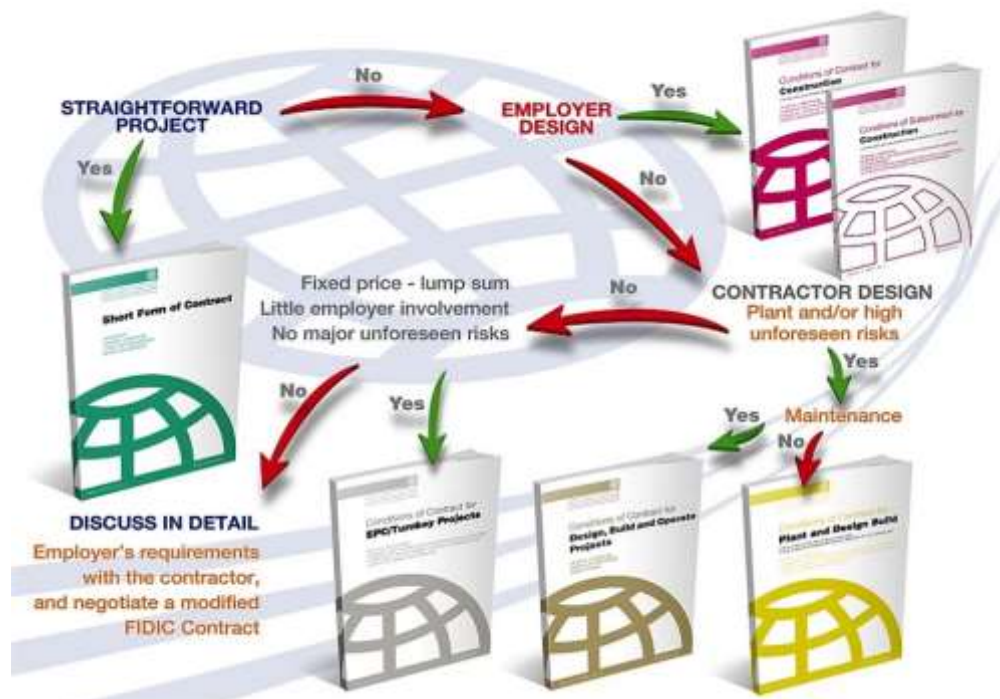 No
STRAIGHTFORWARD
PROJECT
EMPLOYER
DESIGN
Yes
Conditions of Contract for
Construction
Conditions of Subcontract for
Construction
Yes
No
Short Form of Contract
Fixed price - lump sum
Little employer involvement
No major unforeseen risks
No
CONTRACTOR DESIGN
Plant and/or high
unforeseen risks
Yes
No
Yes
Yes
Maintenance
No
DISCUSS IN DETAIL
Employer's requirements
with the contractor,
and negotiate a modified
FIDIC Contract
Conditions of Contract for
EPC/Turnkey Projects
Conditions of Contract for
Design, Build and Operate
Projects
Conditions of Contract for
Plant and Design Build